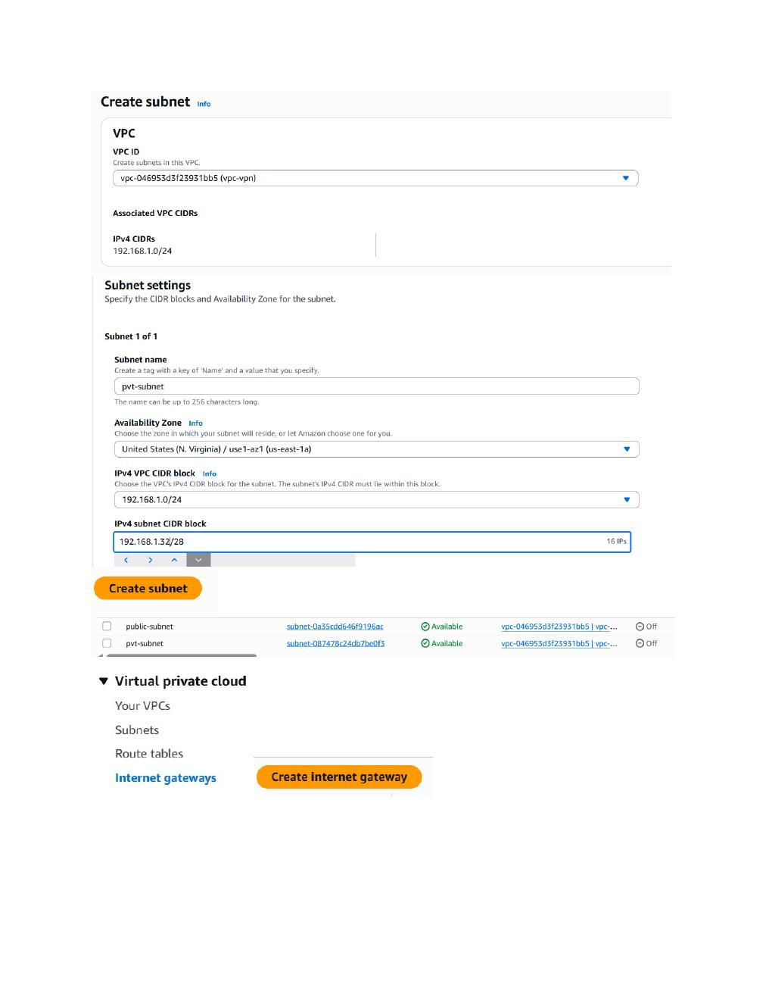 Create subnet Info
VPC
VPC ID
Create subnets in this VPC.
vpc-046953d3f23931bb5 (vpc-vpn)
Associated VPC CIDRs
IPv4 CIDRs
192.168.1.0/24
Subnet settings
Specify the CIDR blocks and Availability Zone for the subnet.
Subnet 1 of 1
Subnet name
Create a tag with a key of 'Name' and a value that you specify.
pvt-subnet
The name can be up to 256 characters long.
Availability Zone Info
Choose the zone in which your subnet will reside, or let Amazon choose one for you.
United States (N. Virginia) / use1-az1 (us-east-1a)
IPv4 VPC CIDR block Info
Choose the VPC's IPv4 CIDR block for the subnet. The subnet's IPv4 CIDR must lie within this block.
192.168.1.0/24
IPv4 subnet CIDR block
192.168.1.32/28 16 IPs
Create subnet
public-subnet subnet-0a35cdd646f9196ac Available vpc-046953d3f23931bb5 | vpc-... Off
pvt-subnet subnet-087478c24db7be0f3 Available vpc-046953d3f23931bb5 | vpc-... Off
Virtual private cloud
Your VPCs
Subnets
Route tables
Internet gateways Create internet gateway